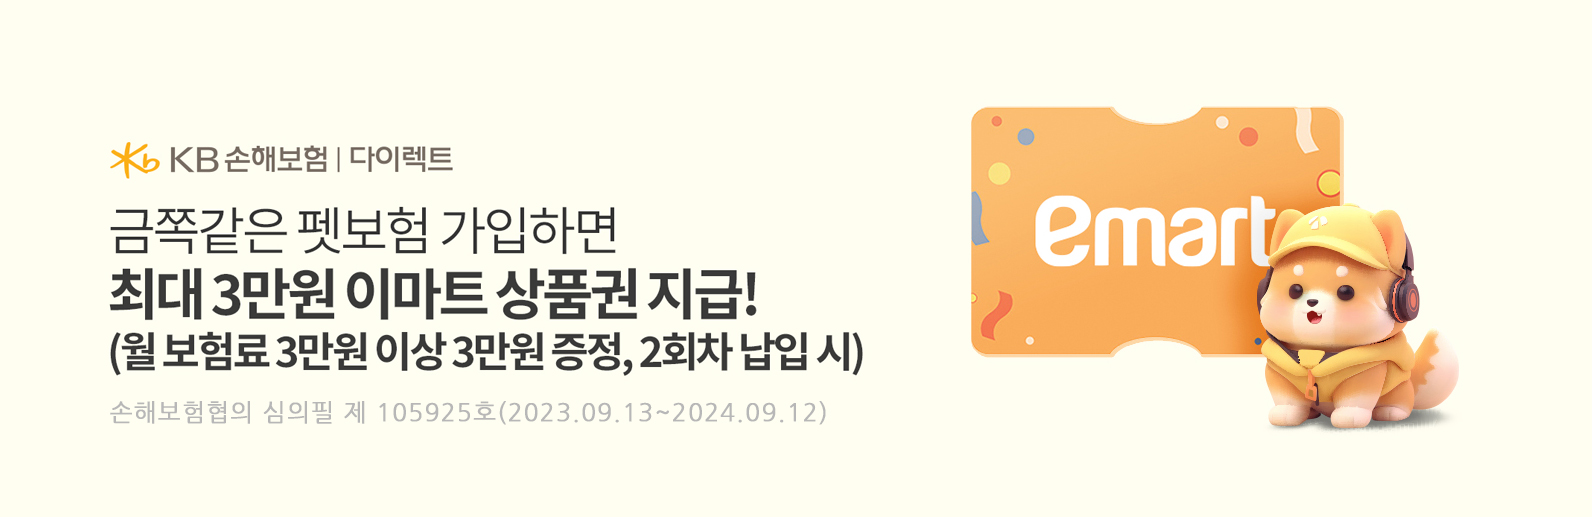 KB손해보험 | 다이렉트
금쪽같은 펫보험 가입하면
최대 3만원 이마트 상품권 지급!
(월 보험료 3만원 이상 3만원 증정, 2회차 납입 시)
손해보험협의 심의필 제 105925호(2023.09.13~2024.09.12)
emart